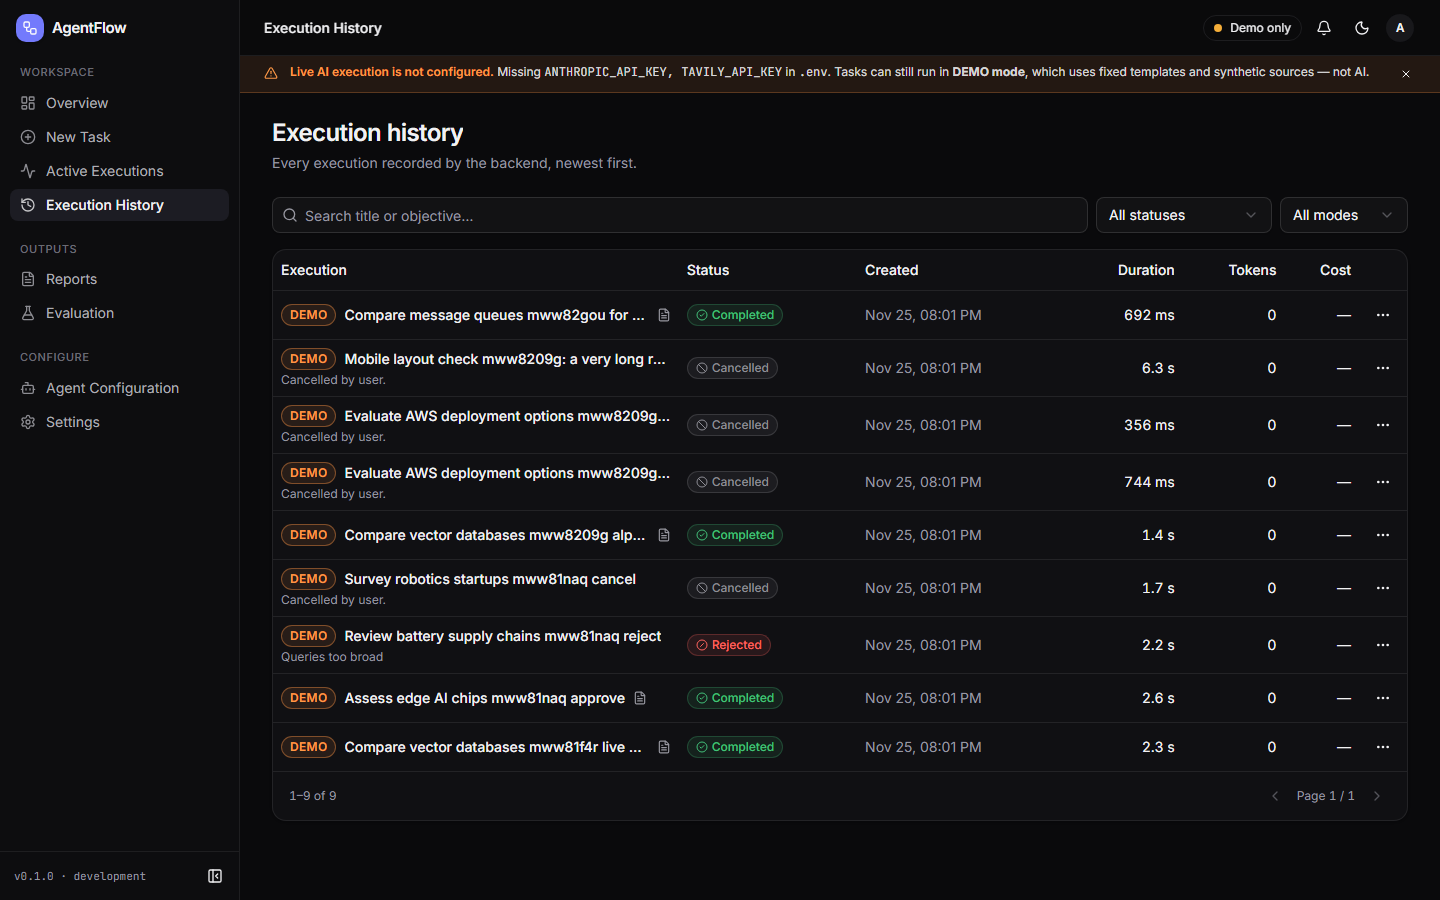 AgentFlow
WORKSPACE
Overview
New Task
Active Executions
Execution History
OUTPUTS
Reports
Evaluation
CONFIGURE
Agent Configuration
Settings
v0.1.0 · development
Execution History
Demo only
A
Live AI execution is not configured. Missing ANTHROPIC_API_KEY, TAVILY_API_KEY in .env. Tasks can still run in DEMO mode, which uses fixed templates and synthetic sources — not AI.
Execution history
Every execution recorded by the backend, newest first.
Search title or objective...
All statuses
All modes
Execution Status Created Duration Tokens Cost
DEMO Compare message queues mww82gou for ... Completed Nov 25, 08:01 PM 692 ms 0 —
DEMO Mobile layout check mww8209g: a very long r... Cancelled Nov 25, 08:01 PM 6.3 s 0 —
Cancelled by user.
DEMO Evaluate AWS deployment options mww8209g... Cancelled Nov 25, 08:01 PM 356 ms 0 —
Cancelled by user.
DEMO Evaluate AWS deployment options mww8209g... Cancelled Nov 25, 08:01 PM 744 ms 0 —
Cancelled by user.
DEMO Compare vector databases mww8209g alp... Completed Nov 25, 08:01 PM 1.4 s 0 —
DEMO Survey robotics startups mww81naq cancel Cancelled Nov 25, 08:01 PM 1.7 s 0 —
Cancelled by user.
DEMO Review battery supply chains mww81naq reject Rejected Nov 25, 08:01 PM 2.2 s 0 —
Queries too broad
DEMO Assess edge AI chips mww81naq approve Completed Nov 25, 08:01 PM 2.6 s 0 —
DEMO Compare vector databases mww81f4r live ... Completed Nov 25, 08:01 PM 2.3 s 0 —
1–9 of 9
Page 1 / 1